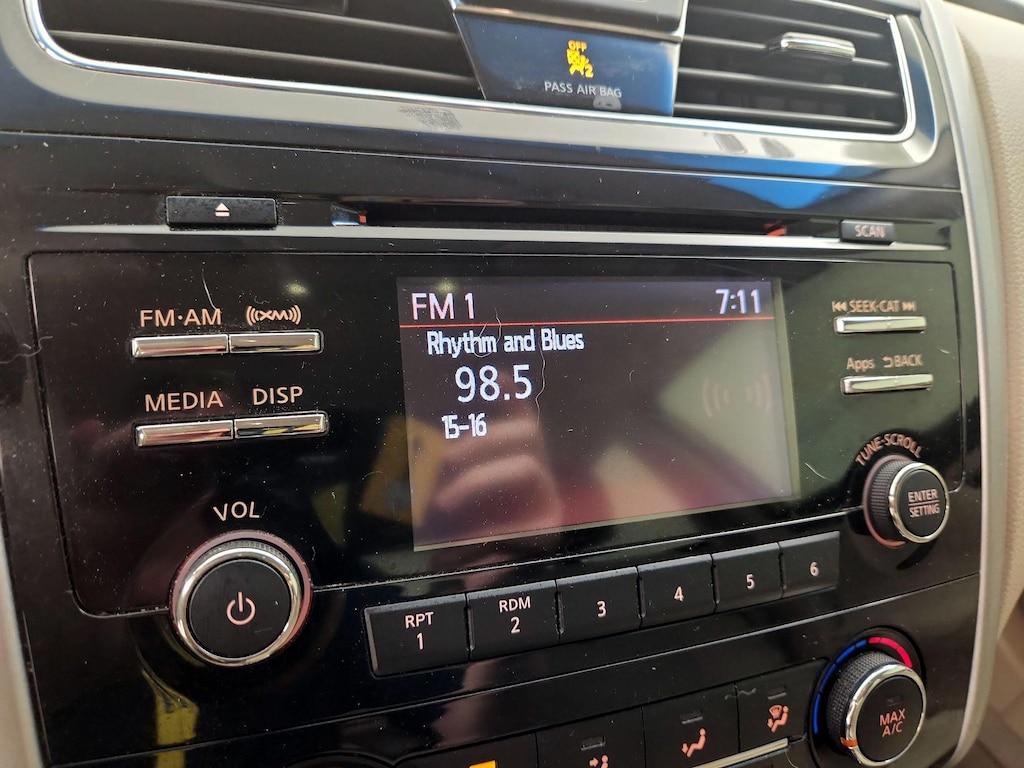 OFF
2
PASS AIR BAG
SCAN
FM·AM
((XM))
MEDIA
DISP
VOL
FM 1
7:11
Rhythm and Blues
98.5
15-16
SEEK·CAT
Apps
BACK
TUNE·SCROLL
ENTER
SETTING
RPT
1
RDM
2
3
4
5
6
MAX
A/C